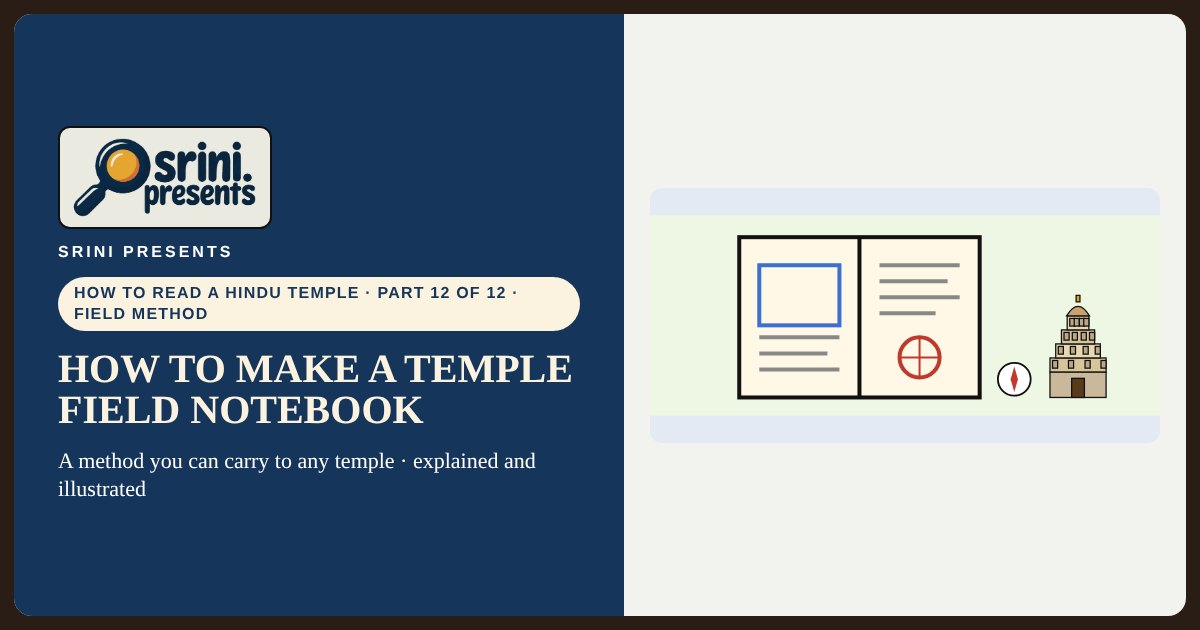 srini.
presents
SRINI PRESENTS
HOW TO READ A HINDU TEMPLE · PART 12 OF 12 ·
FIELD METHOD
HOW TO MAKE A TEMPLE
FIELD NOTEBOOK
A method you can carry to any temple · explained and
illustrated